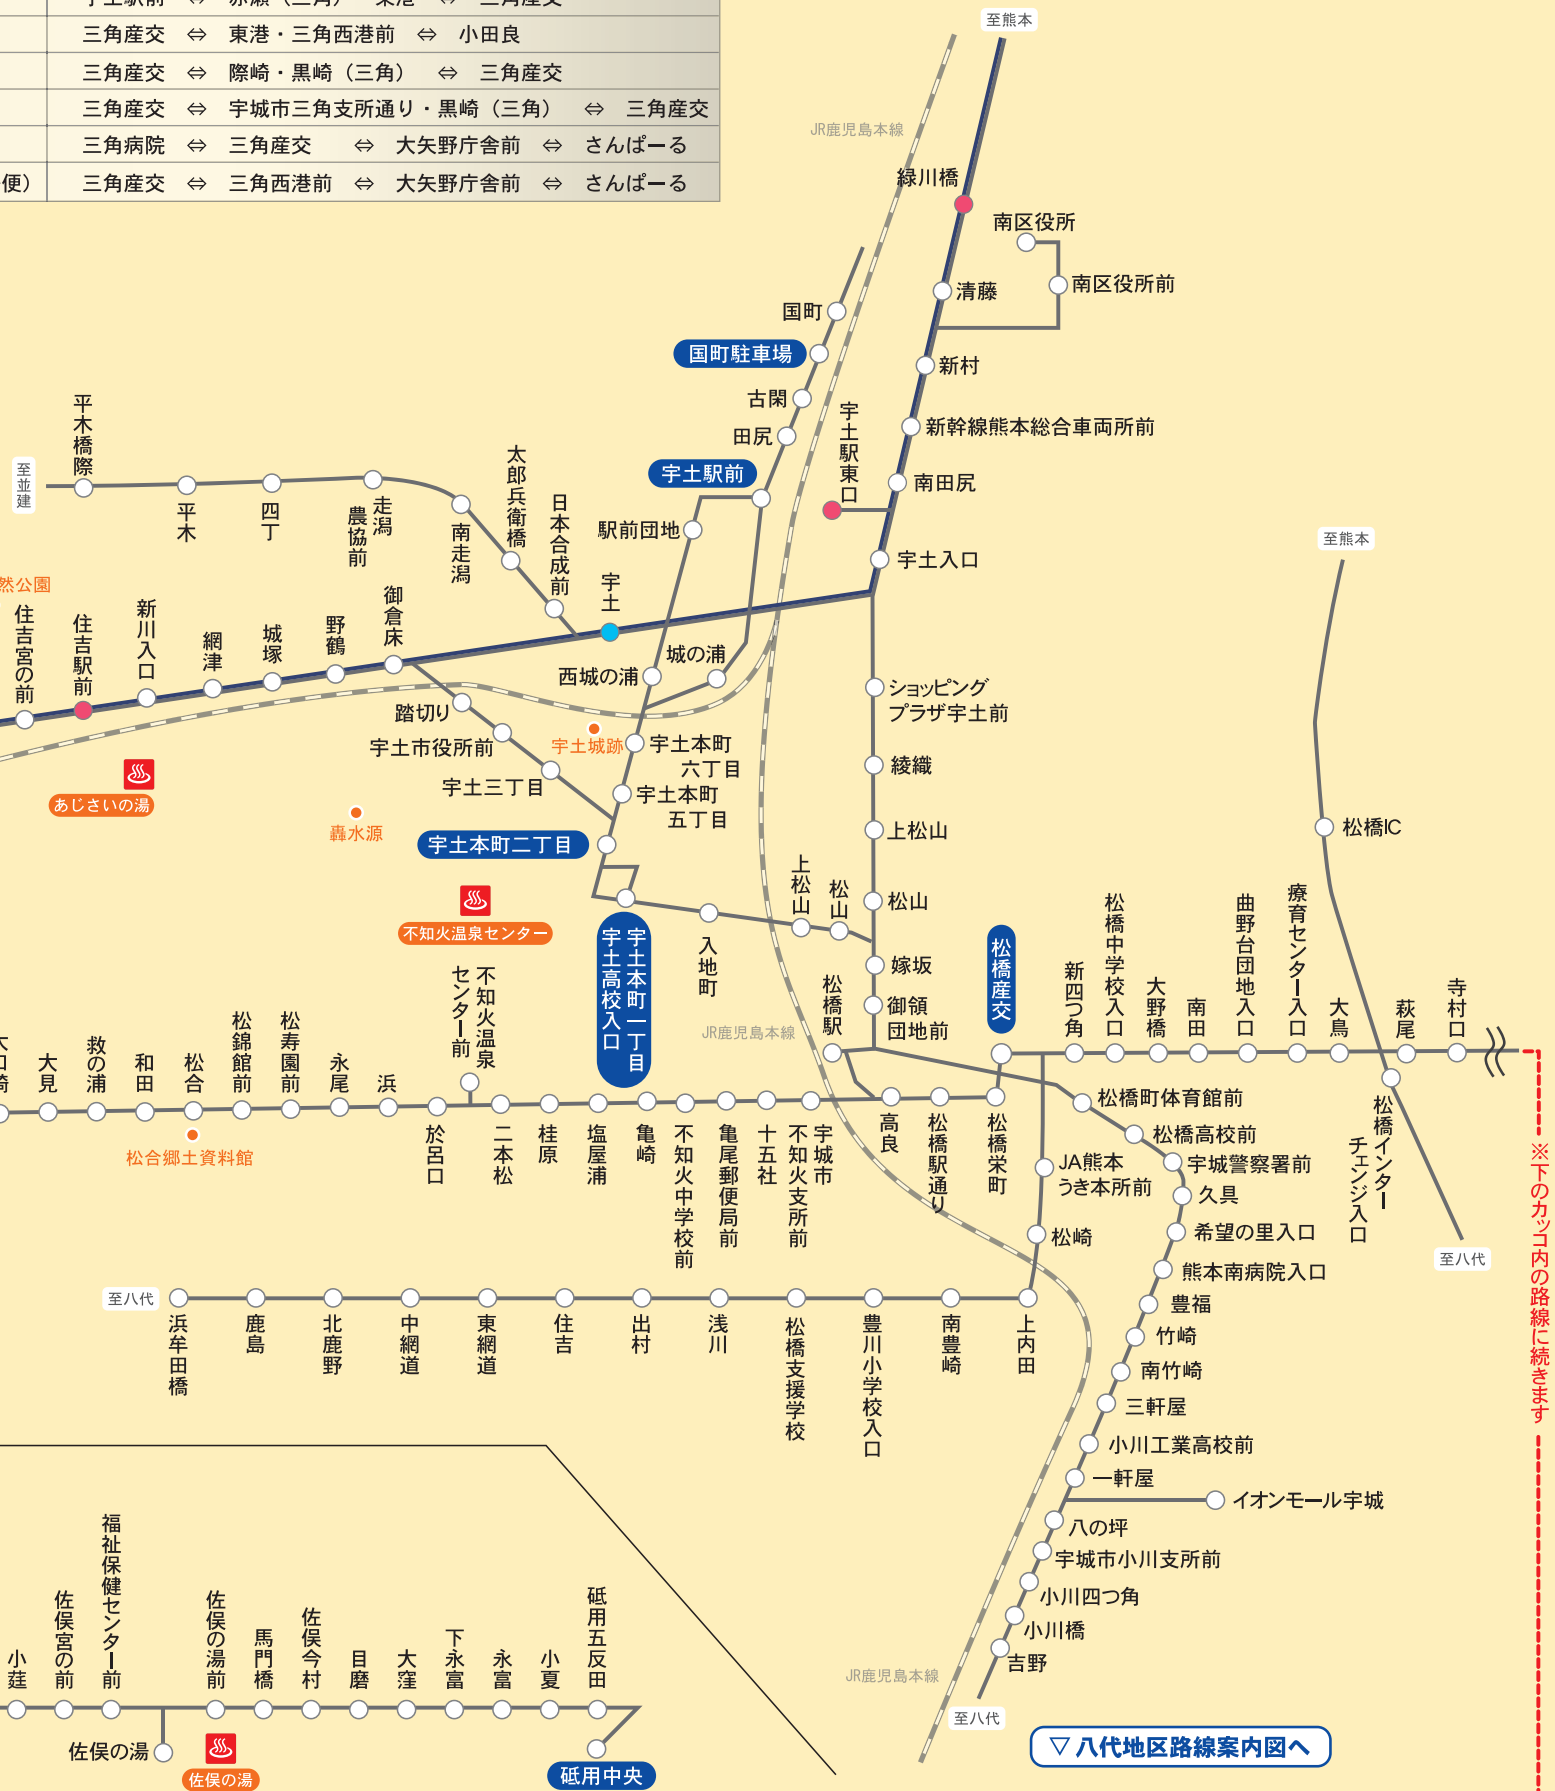 三角産交 ⇔ 東港・三角西港前 ⇔ 小田良
三角産交 ⇔ 際崎・黒崎（三角） ⇔ 三角産交
三角産交 ⇔ 宇城市三角支所通り・黒崎（三角） ⇔ 三角産交
三角病院 ⇔ 三角産交 ⇔ 大矢野庁舎前 ⇔ さんぱーる
便） 三角産交 ⇔ 三角西港前 ⇔ 大矢野庁舎前 ⇔ さんぱーる
至熊本
JR鹿児島本線
緑川橋
南区役所
南区役所前
清藤
国町
国町駐車場
新村
古閑
田尻
宇土駅東口
新幹線熊本総合車両所前
宇土駅前
南田尻
駅前団地
宇土入口
至並建
平木橋際
平木
四丁
走潟
農協前
南走潟
太郎兵衛橋
日本合成前
宇土
然公園
住吉宮の前
住吉駅前
新川入口
網津
城塚
野鶴
御倉床
西城の浦
城の浦
踏切り
宇土市役所前
宇土三丁目
宇土城跡
宇土本町
六丁目
宇土本町
五丁目
宇土本町二丁目
あじさいの湯
轟水源
不知火温泉センター
宇土本町一丁目
宇土高校入口
入地町
上松山
松山
ショッピング
プラザ宇土前
綾織
上松山
松山
嫁坂
御領
団地前
松橋駅
JR鹿児島本線
至熊本
松橋IC
松橋産交
新四つ角
松橋中学校入口
大野橋
南田
曲野台団地入口
療育センター入口
大鳥
萩尾
寺村口
大見
救の浦
和田
松合
松錦館前
松寿園前
永尾
浜
不知火温泉
センター前
松合郷土資料館
於呂口
二本松
桂原
塩屋浦
亀崎
不知火中学校前
亀尾郵便局前
十五社
宇城市
不知火支所前
高良
松橋駅通り
松橋栄町
JA熊本
うき本所前
松崎
松橋町体育館前
松橋高校前
宇城警察署前
久具
希望の里入口
熊本南病院入口
豊福
竹崎
南竹崎
三軒屋
小川工業高校前
一軒屋
イオンモール宇城
八の坪
宇城市小川支所前
小川四つ角
小川橋
吉野
松橋インター
チェンジ入口
至八代
※下のカッコ内の路線に続きます
至八代
浜牟田橋
鹿島
北鹿野
中網道
東網道
住吉
出村
浅川
松橋支援学校
豊川小学校入口
南豊崎
上内田
小莚
佐俣宮の前
福祉保健センター前
佐俣の湯前
馬門橋
佐俣今村
目磨
大窪
下永富
永富
小夏
砥用五反田
佐俣の湯
佐俣の湯
砥用中央
JR鹿児島本線
至八代
▽八代地区路線案内図へ